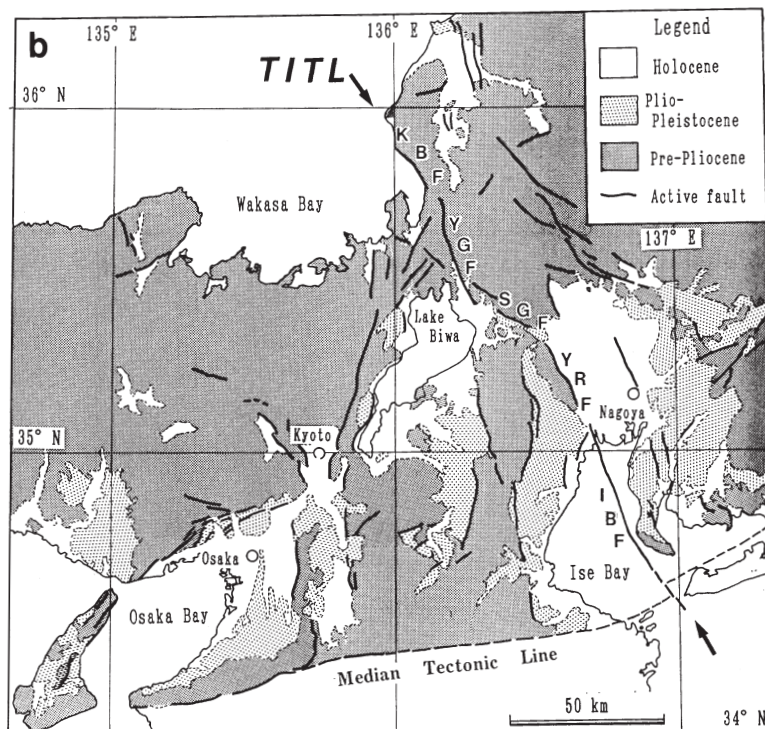 b
135° E
136° E
TITL
36° N
Legend
Holocene
Plio-
Pleistocene
Pre-Pliocene
Active fault
137° E
K
B
F
Wakasa Bay
Y
G
F
S
G
F
Lake
Biwa
Y
R
F
Nagoya
35° N
Kyoto
I
B
F
Osaka
Ise Bay
Osaka Bay
Median Tectonic Line
50 km
34° N